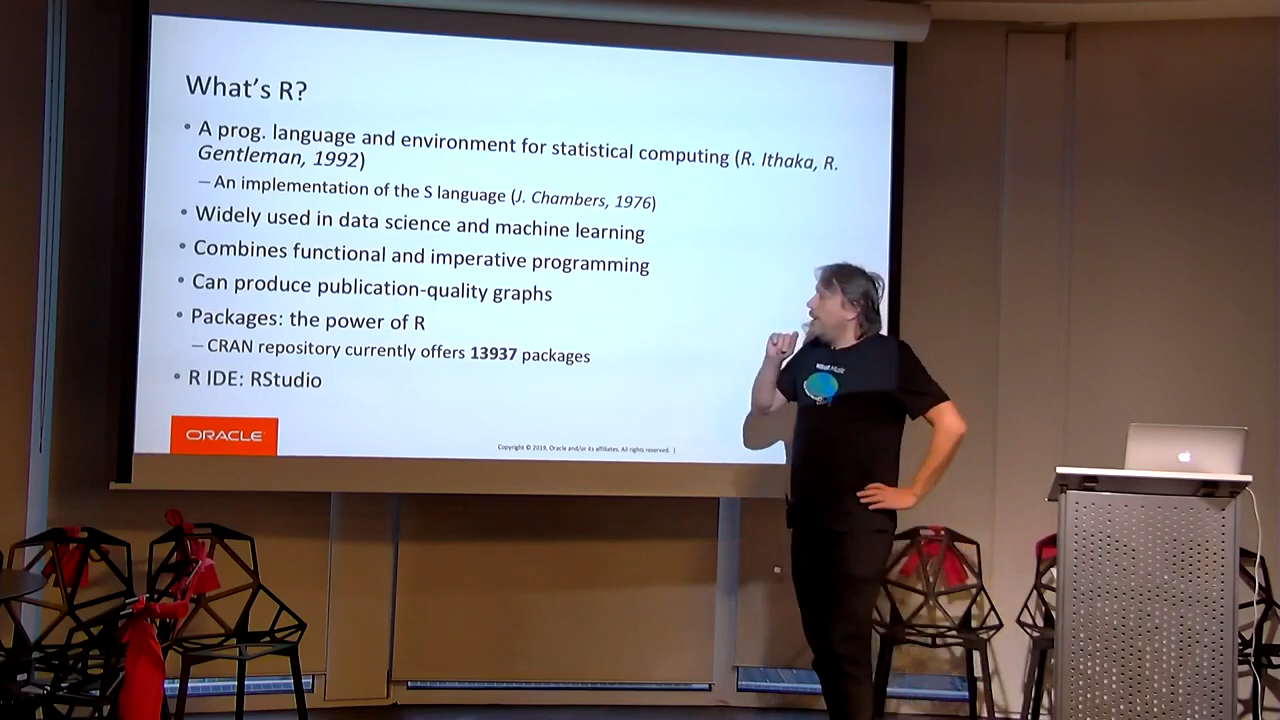 What's R?
• A prog. language and environment for statistical computing (R. Ithaka, R.
Gentleman, 1992)
– An implementation of the S language (J. Chambers, 1976)
• Widely used in data science and machine learning
• Combines functional and imperative programming
• Can produce publication-quality graphs
• Packages: the power of R
– CRAN repository currently offers 13937 packages
• R IDE: RStudio
ORACLE
Copyright © 2019, Oracle and/or its affiliates. All rights reserved. |